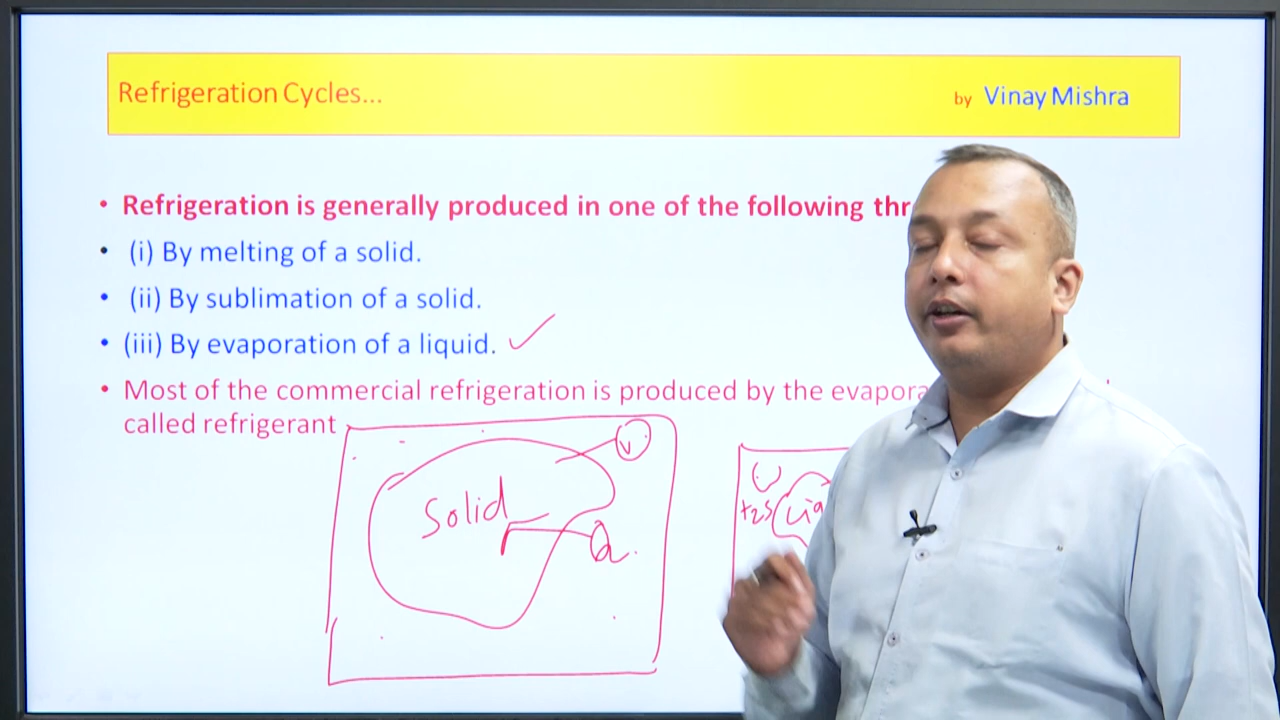 Refrigeration Cycles...
by Vinay Mishra
• Refrigeration is generally produced in one of the following thr
• (i) By melting of a solid.
• (ii) By sublimation of a solid.
• (iii) By evaporation of a liquid.
• Most of the commercial refrigeration is produced by the evapora
called refrigerant
Solid